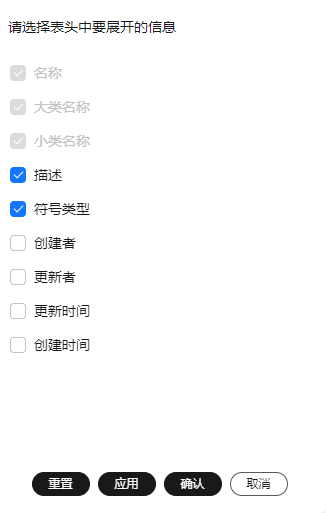 请选择表头中要展开的信息
名称
大类名称
小类名称
描述
符号类型
创建者
更新者
更新时间
创建时间
重置 应用 确认 取消